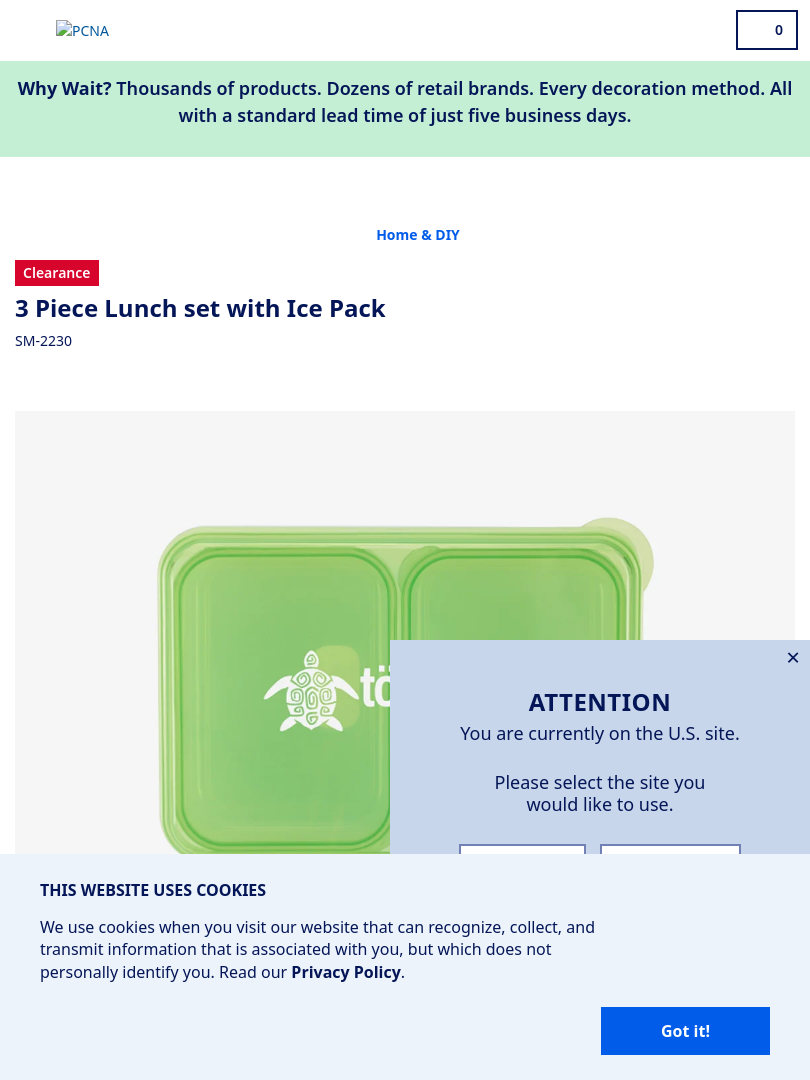 PCNA
0
Why Wait? Thousands of products. Dozens of retail brands. Every decoration method. All
with a standard lead time of just five business days.
Home & DIY
Clearance
3 Piece Lunch set with Ice Pack
SM-2230
✕
ATTENTION
You are currently on the U.S. site.
Please select the site you
would like to use.
THIS WEBSITE USES COOKIES
We use cookies when you visit our website that can recognize, collect, and
transmit information that is associated with you, but which does not
personally identify you. Read our Privacy Policy.
Got it!